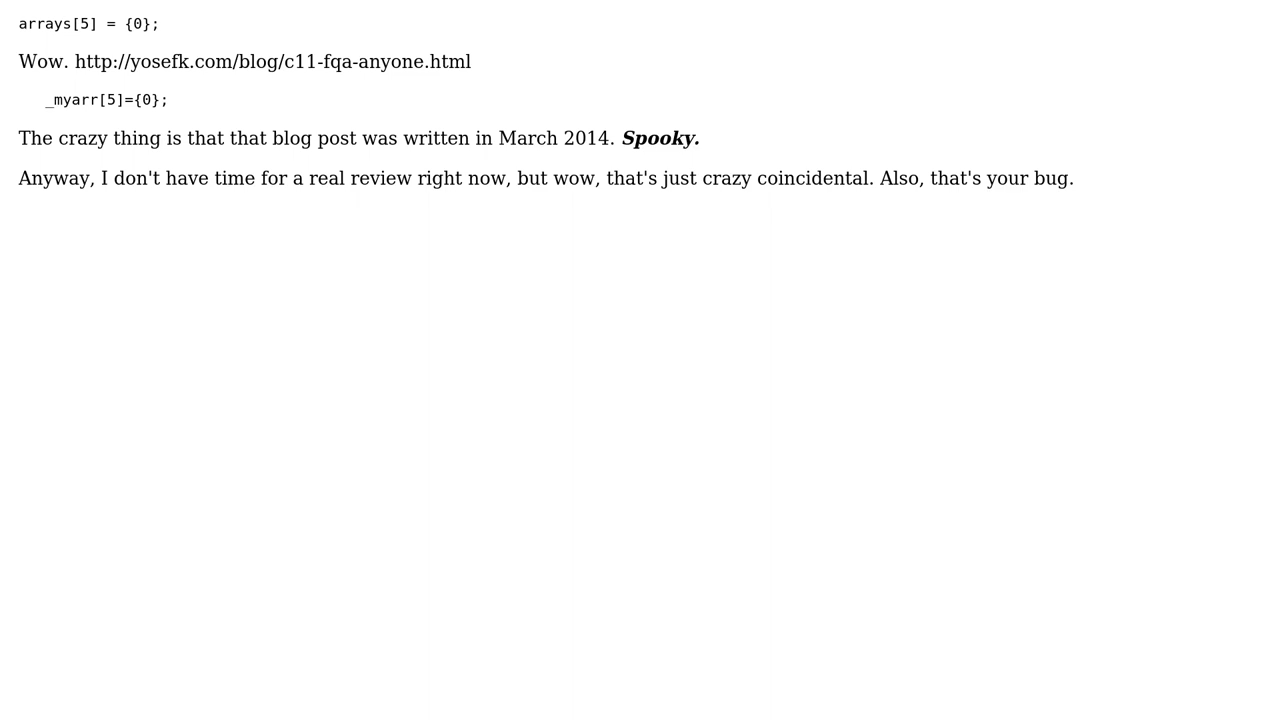 arrays[5] = {0};
Wow. http://yosefk.com/blog/c11-fqa-anyone.html
_myarr[5]={0};
The crazy thing is that that blog post was written in March 2014. Spooky.
Anyway, I don't have time for a real review right now, but wow, that's just crazy coincidental. Also, that's your bug.